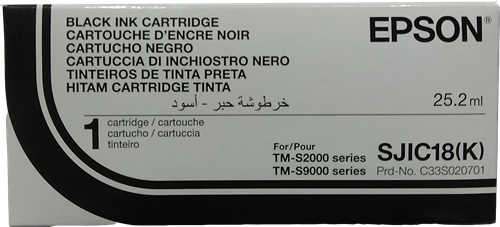 BLACK INK CARTRIDGE
CARTOUCHE D'ENCRE NOIR
CARTUCHO NEGRO
CARTUCCIA DI INCHIOSTRO NERO
TINTEIROS DE TINTA PRETA
HITAM CARTRIDGE TINTA
خرطوشة حبر - أسود
EPSON®
25.2ml
1 cartridge / cartouche
cartucho / cartuccia
tinteiro
For/Pour
TM-S2000 series
TM-S9000 series
SJIC18(K)
Prd-No. C33S020701